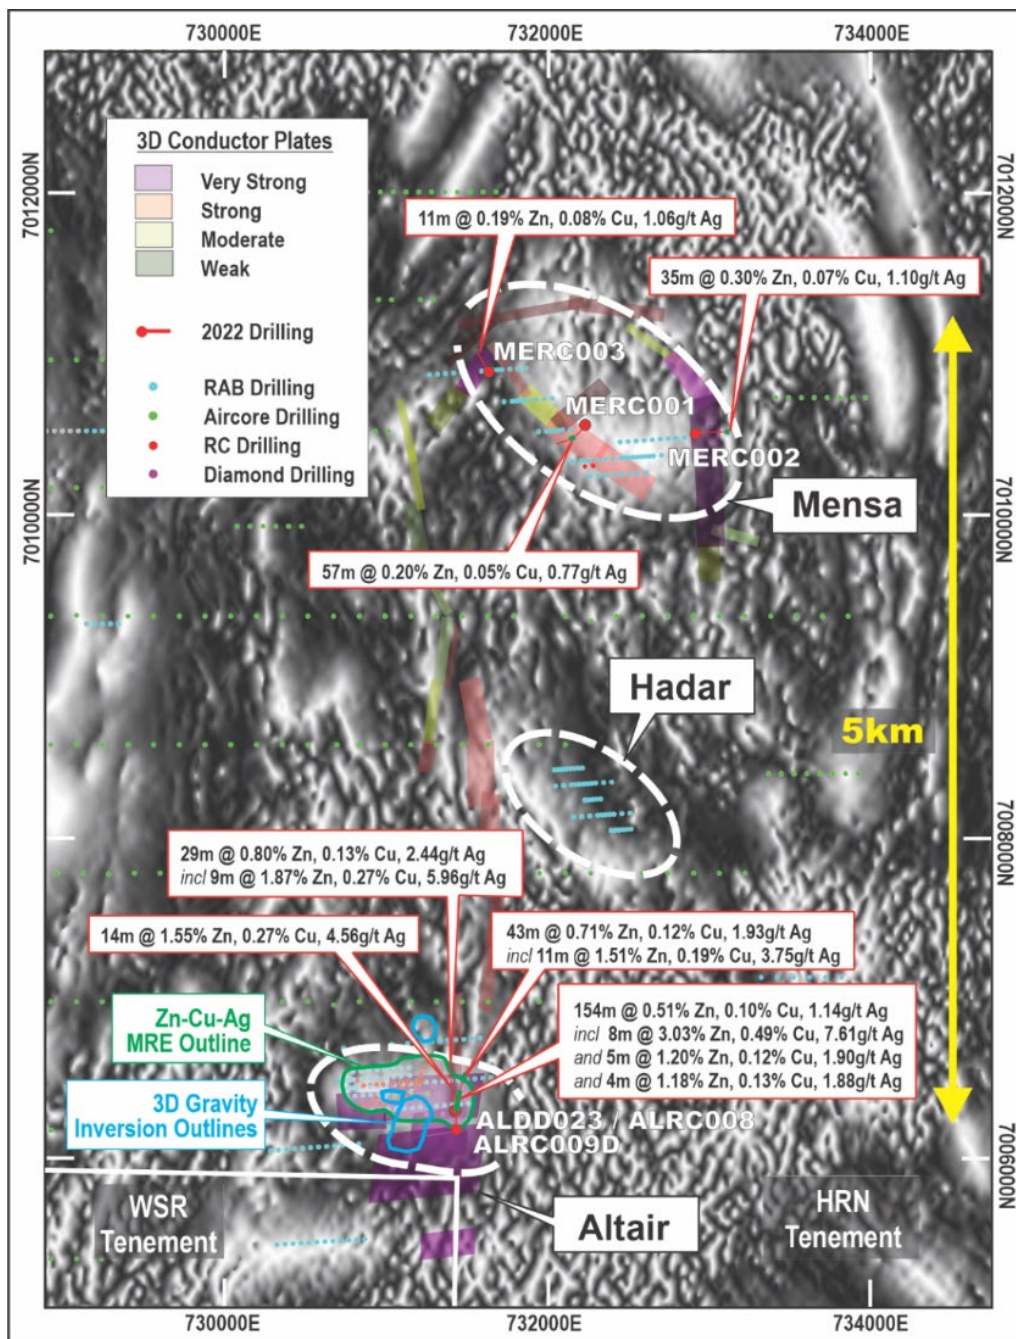 730000E
732000E
734000E
7012000N
7012000N
3D Conductor Plates
Very Strong
Strong
Moderate
Weak
2022 Drilling
RAB Drilling
Aircore Drilling
RC Drilling
Diamond Drilling
11m @ 0.19% Zn, 0.08% Cu, 1.06g/t Ag
35m @ 0.30% Zn, 0.07% Cu, 1.10g/t Ag
MERC003
MERC001
MERC002
Mensa
7010000N
7010000N
57m @ 0.20% Zn, 0.05% Cu, 0.77g/t Ag
Hadar
5km
7008000N
29m @ 0.80% Zn, 0.13% Cu, 2.44g/t Ag
incl 9m @ 1.87% Zn, 0.27% Cu, 5.96g/t Ag
14m @ 1.55% Zn, 0.27% Cu, 4.56g/t Ag
43m @ 0.71% Zn, 0.12% Cu, 1.93g/t Ag
incl 11m @ 1.51% Zn, 0.19% Cu, 3.75g/t Ag
154m @ 0.51% Zn, 0.10% Cu, 1.14g/t Ag
incl 8m @ 3.03% Zn, 0.49% Cu, 7.61g/t Ag
and 5m @ 1.20% Zn, 0.12% Cu, 1.90g/t Ag
and 4m @ 1.18% Zn, 0.13% Cu, 1.88g/t Ag
Zn-Cu-Ag
MRE Outline
3D Gravity
Inversion Outlines
ALDD023 / ALRC008
ALRC009D
7006000N
WSR
Tenement
Altair
HRN
Tenement
730000E
732000E
734000E